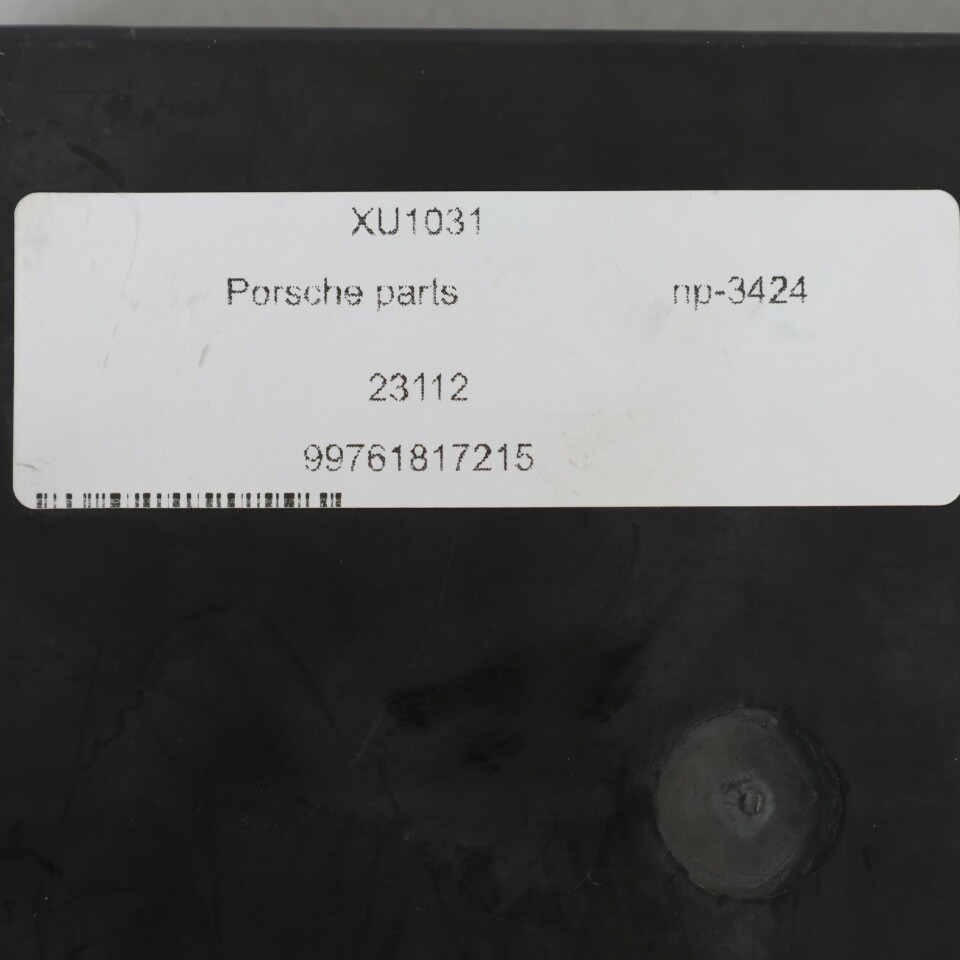 XU1031
Porsche parts np-3424
23112
99761817215